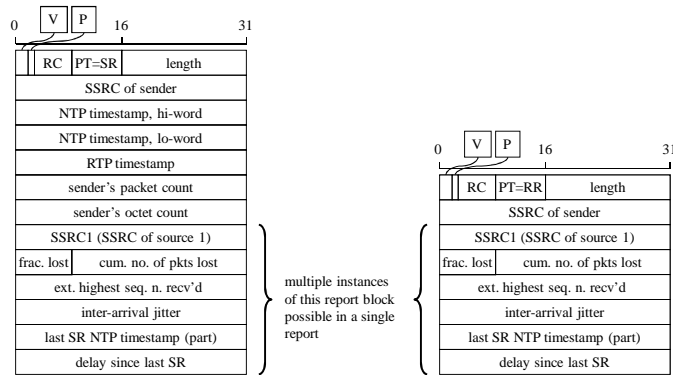 0
V
P
16
31
RC
PT=SR
length
SSRC of sender
NTP timestamp, hi-word
NTP timestamp, lo-word
RTP timestamp
sender’s packet count
sender’s octet count
SSRC1 (SSRC of source 1)
frac. lost
cum. no. of pkts lost
ext. highest seq. n. recv’d
inter-arrival jitter
last SR NTP timestamp (part)
delay since last SR
multiple instances
of this report block
possible in a single
report
0
V
P
16
31
RC
PT=RR
length
SSRC of sender
SSRC1 (SSRC of source 1)
frac. lost
cum. no. of pkts lost
ext. highest seq. n. recv’d
inter-arrival jitter
last SR NTP timestamp (part)
delay since last SR